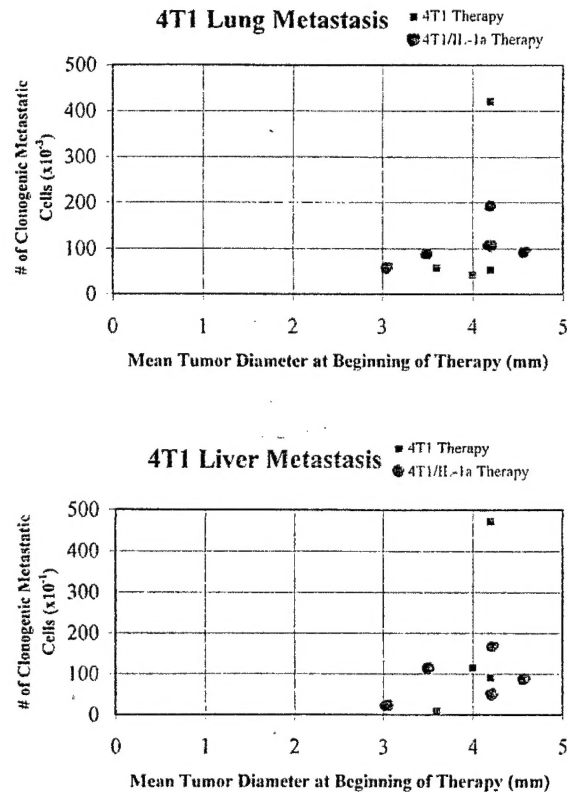 4T1 Lung Metastasis
4T1 Therapy
4T1/IL-1a Therapy
# of Clonogenic Metastatic
Cells (x10⁻³)
500
400
300
200
100
0
0 1 2 3 4 5
Mean Tumor Diameter at Beginning of Therapy (mm)
4T1 Liver Metastasis
4T1 Therapy
4T1/IL-1a Therapy
# of Clonogenic Metastatic
Cells (x10⁻¹)
500
400
300
200
100
0
0 1 2 3 4 5
Mean Tumor Diameter at Beginning of Therapy (mm)